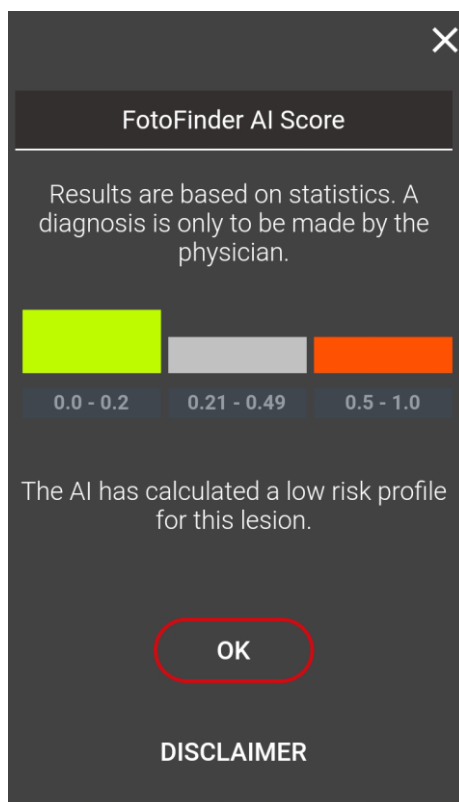 FotoFinder AI Score
Results are based on statistics. A
diagnosis is only to be made by the
physician.
0.0 - 0.2 0.21 - 0.49 0.5 - 1.0
The AI has calculated a low risk profile
for this lesion.
OK
DISCLAIMER